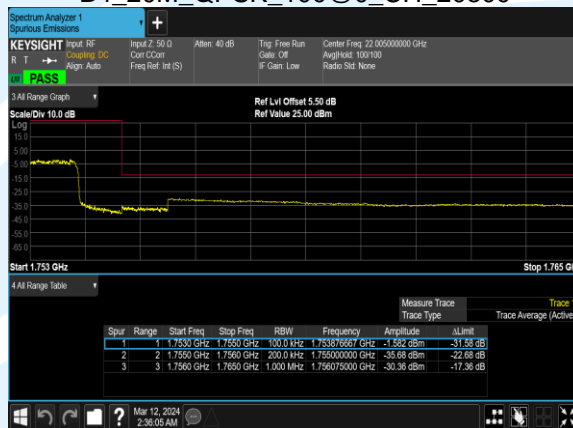 Spectrum Analyzer 1
Spurious Emissions
KEYSIGHT
R T
Input: RF
Coupling: DC
Align: Auto
Input Z: 50 Ω
Corr CCorr
Freq Ref: Int (S)
Atten: 40 dB
Trig: Free Run
Gate: Off
IF Gain: Low
Center Freq: 22.005000000 GHz
Avg|Hold: 100/100
Radio Std: None
PASS
3 All Range Graph
Scale/Div 10.0 dB
Ref Lvl Offset 5.50 dB
Ref Value 25.00 dBm
Log
15.0
5.00
-5.00
-15.0
-25.0
-35.0
-45.0
-55.0
-65.0
Start 1.753 GHz
Stop 1.765 G
4 All Range Table
Measure Trace Trace
Trace Type Trace Average (Active
Spur Range Start Freq Stop Freq RBW Frequency Amplitude ΔLimit
1 1 1.7530 GHz 1.7550 GHz 100.0 kHz 1.753876667 GHz -1.582 dBm -31.58 dB
2 2 1.7550 GHz 1.7560 GHz 200.0 kHz 1.755000000 GHz -35.68 dBm -22.68 dB
3 3 1.7560 GHz 1.7650 GHz 1.000 MHz 1.756075000 GHz -30.36 dBm -17.36 dB
?
Mar 12, 2024
2:36:05 AM